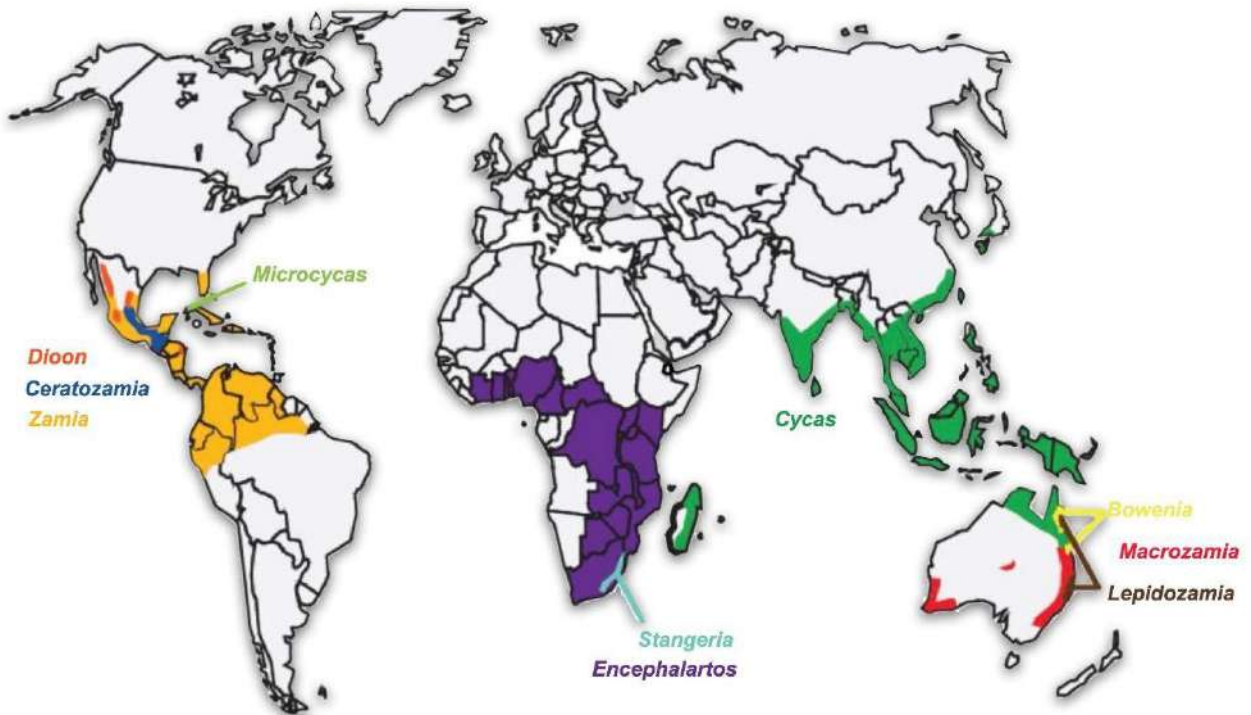 Microcycas
Dioon
Ceratozamia
Zamia
Cycas
Bowenia
Macrozamia
Lepidozamia
Stangeria
Encephalartos